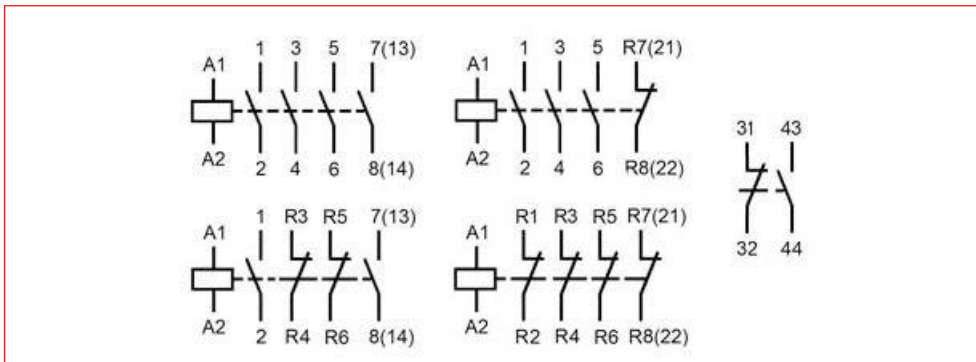 1 3 5 7(13)
A1
A2
2 4 6 8(14)
1 3 5 R7(21)
A1
A2
2 4 6 R8(22)
31 43
32 44
1 R3 R5 7(13)
A1
A2
2 R4 R6 8(14)
R1 R3 R5 R7(21)
A1
A2
R2 R4 R6 R8(22)